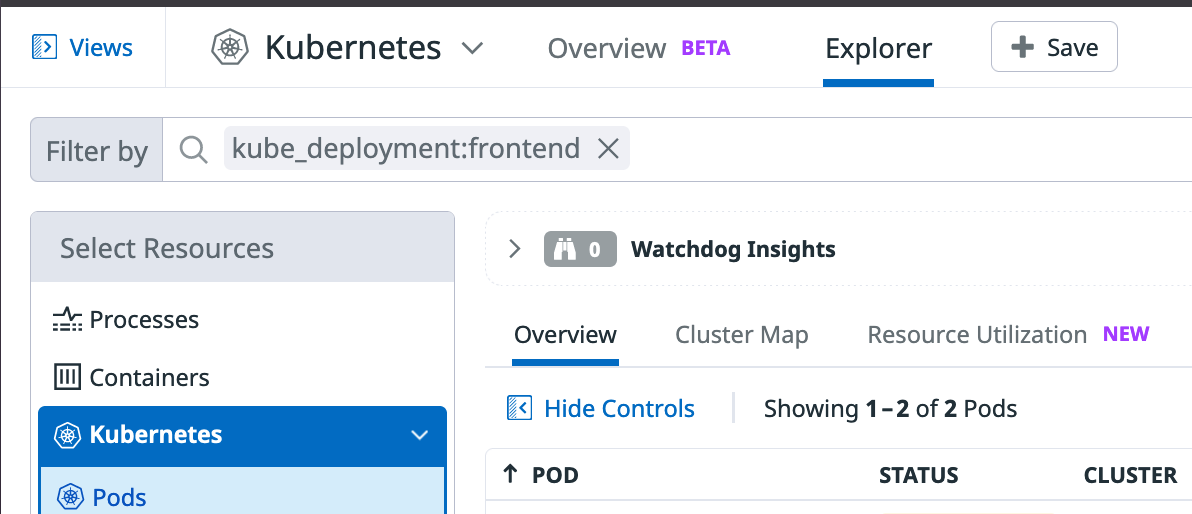 Views Kubernetes Overview BETA Explorer Save
Filter by kube_deployment:frontend
Select Resources
0 Watchdog Insights
Processes
Overview Cluster Map Resource Utilization NEW
Containers
Hide Controls Showing 1–2 of 2 Pods
Kubernetes
POD STATUS CLUSTER
Pods